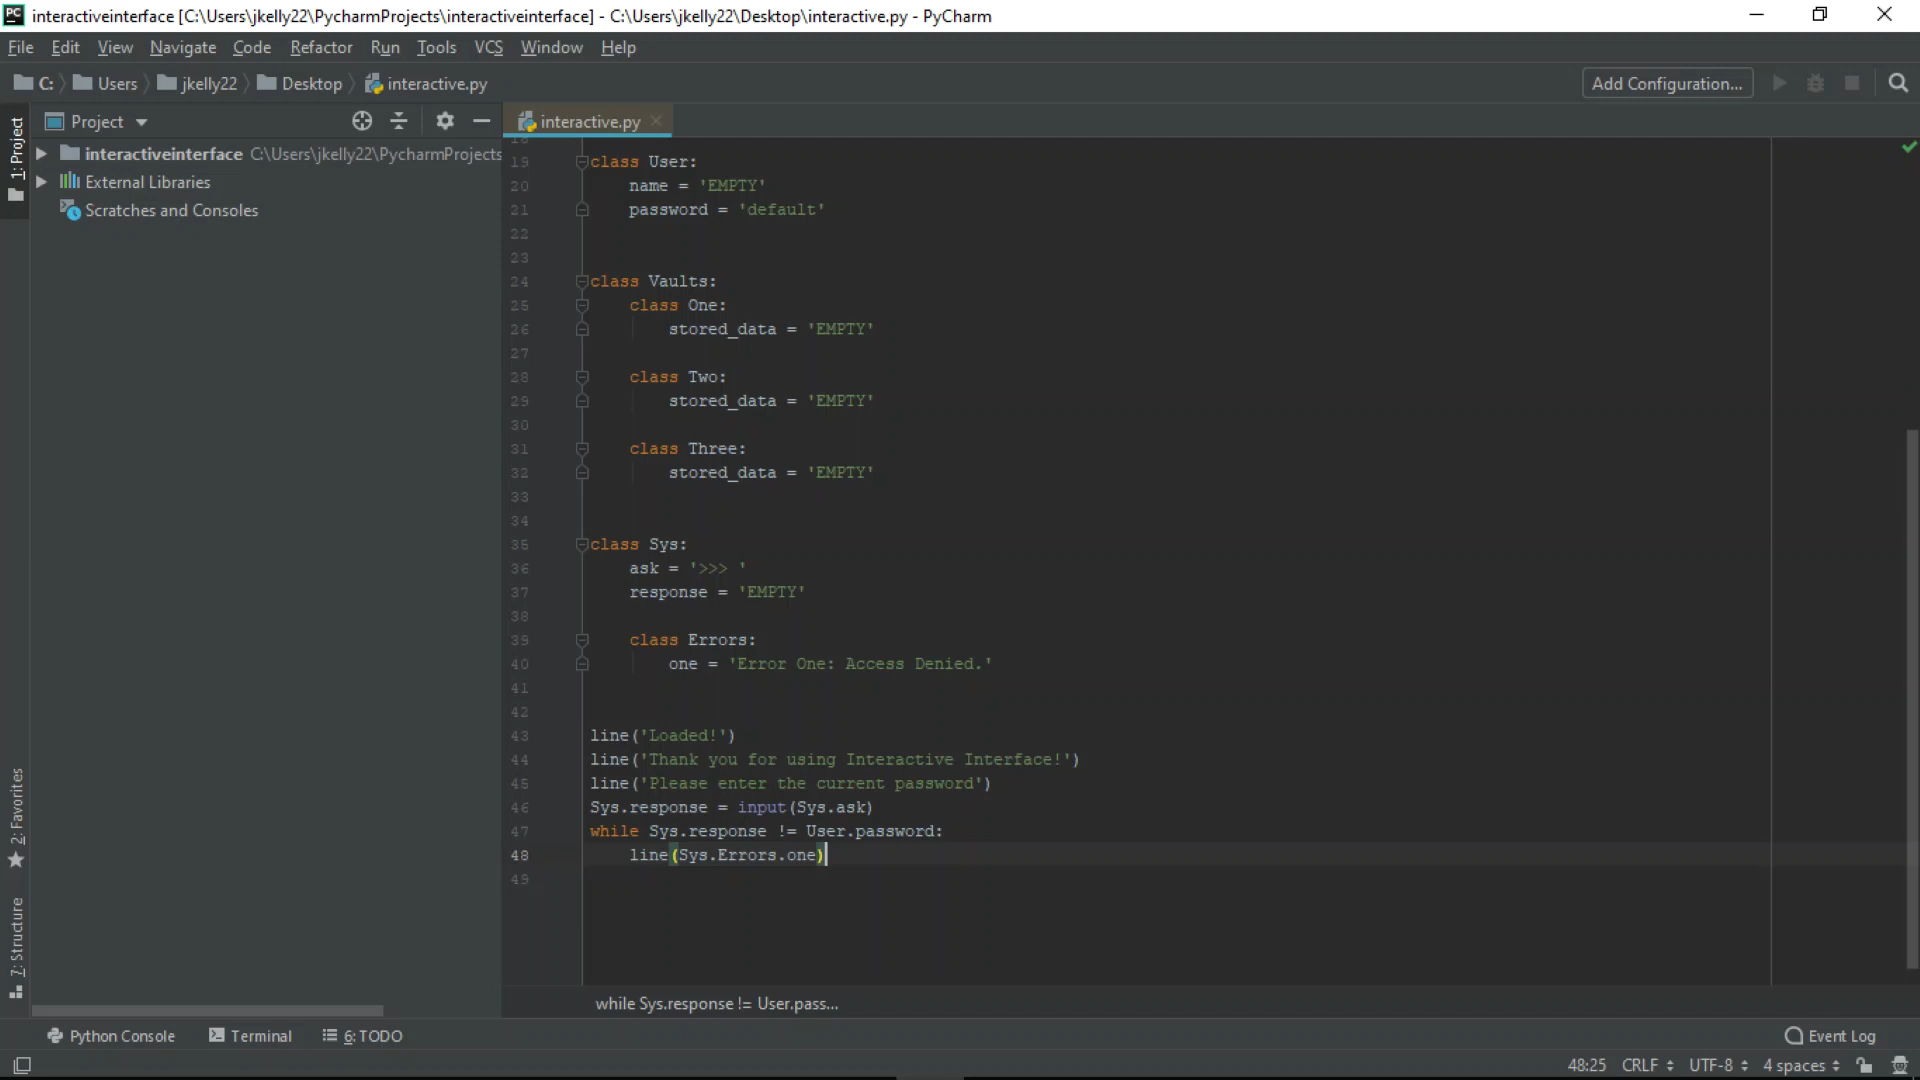 PC interactiveinterface [C:\Users\jkelly22\PycharmProjects\interactiveinterface] - C:\Users\jkelly22\Desktop\interactive.py - PyCharm
File Edit View Navigate Code Refactor Run Tools VCS Window Help
C: Users jkelly22 Desktop interactive.py Add Configuration...
Project interactive.py
1: Project
interactiveinterface C:\Users\jkelly22\PycharmProjects
External Libraries
Scratches and Consoles
2: Favorites
7: Structure
18
19 class User:
20     name = 'EMPTY'
21     password = 'default'
22
23
24 class Vaults:
25     class One:
26         stored_data = 'EMPTY'
27
28     class Two:
29         stored_data = 'EMPTY'
30
31     class Three:
32         stored_data = 'EMPTY'
33
34
35 class Sys:
36     ask = '>>> '
37     response = 'EMPTY'
38
39     class Errors:
40         one = 'Error One: Access Denied.'
41
42
43 line('Loaded!')
44 line('Thank you for using Interactive Interface!')
45 line('Please enter the current password')
46 Sys.response = input(Sys.ask)
47 while Sys.response != User.password:
48     line(Sys.Errors.one)
49
while Sys.response != User.pass...
Python Console Terminal 6: TODO Event Log
48:25 CRLF UTF-8 4 spaces